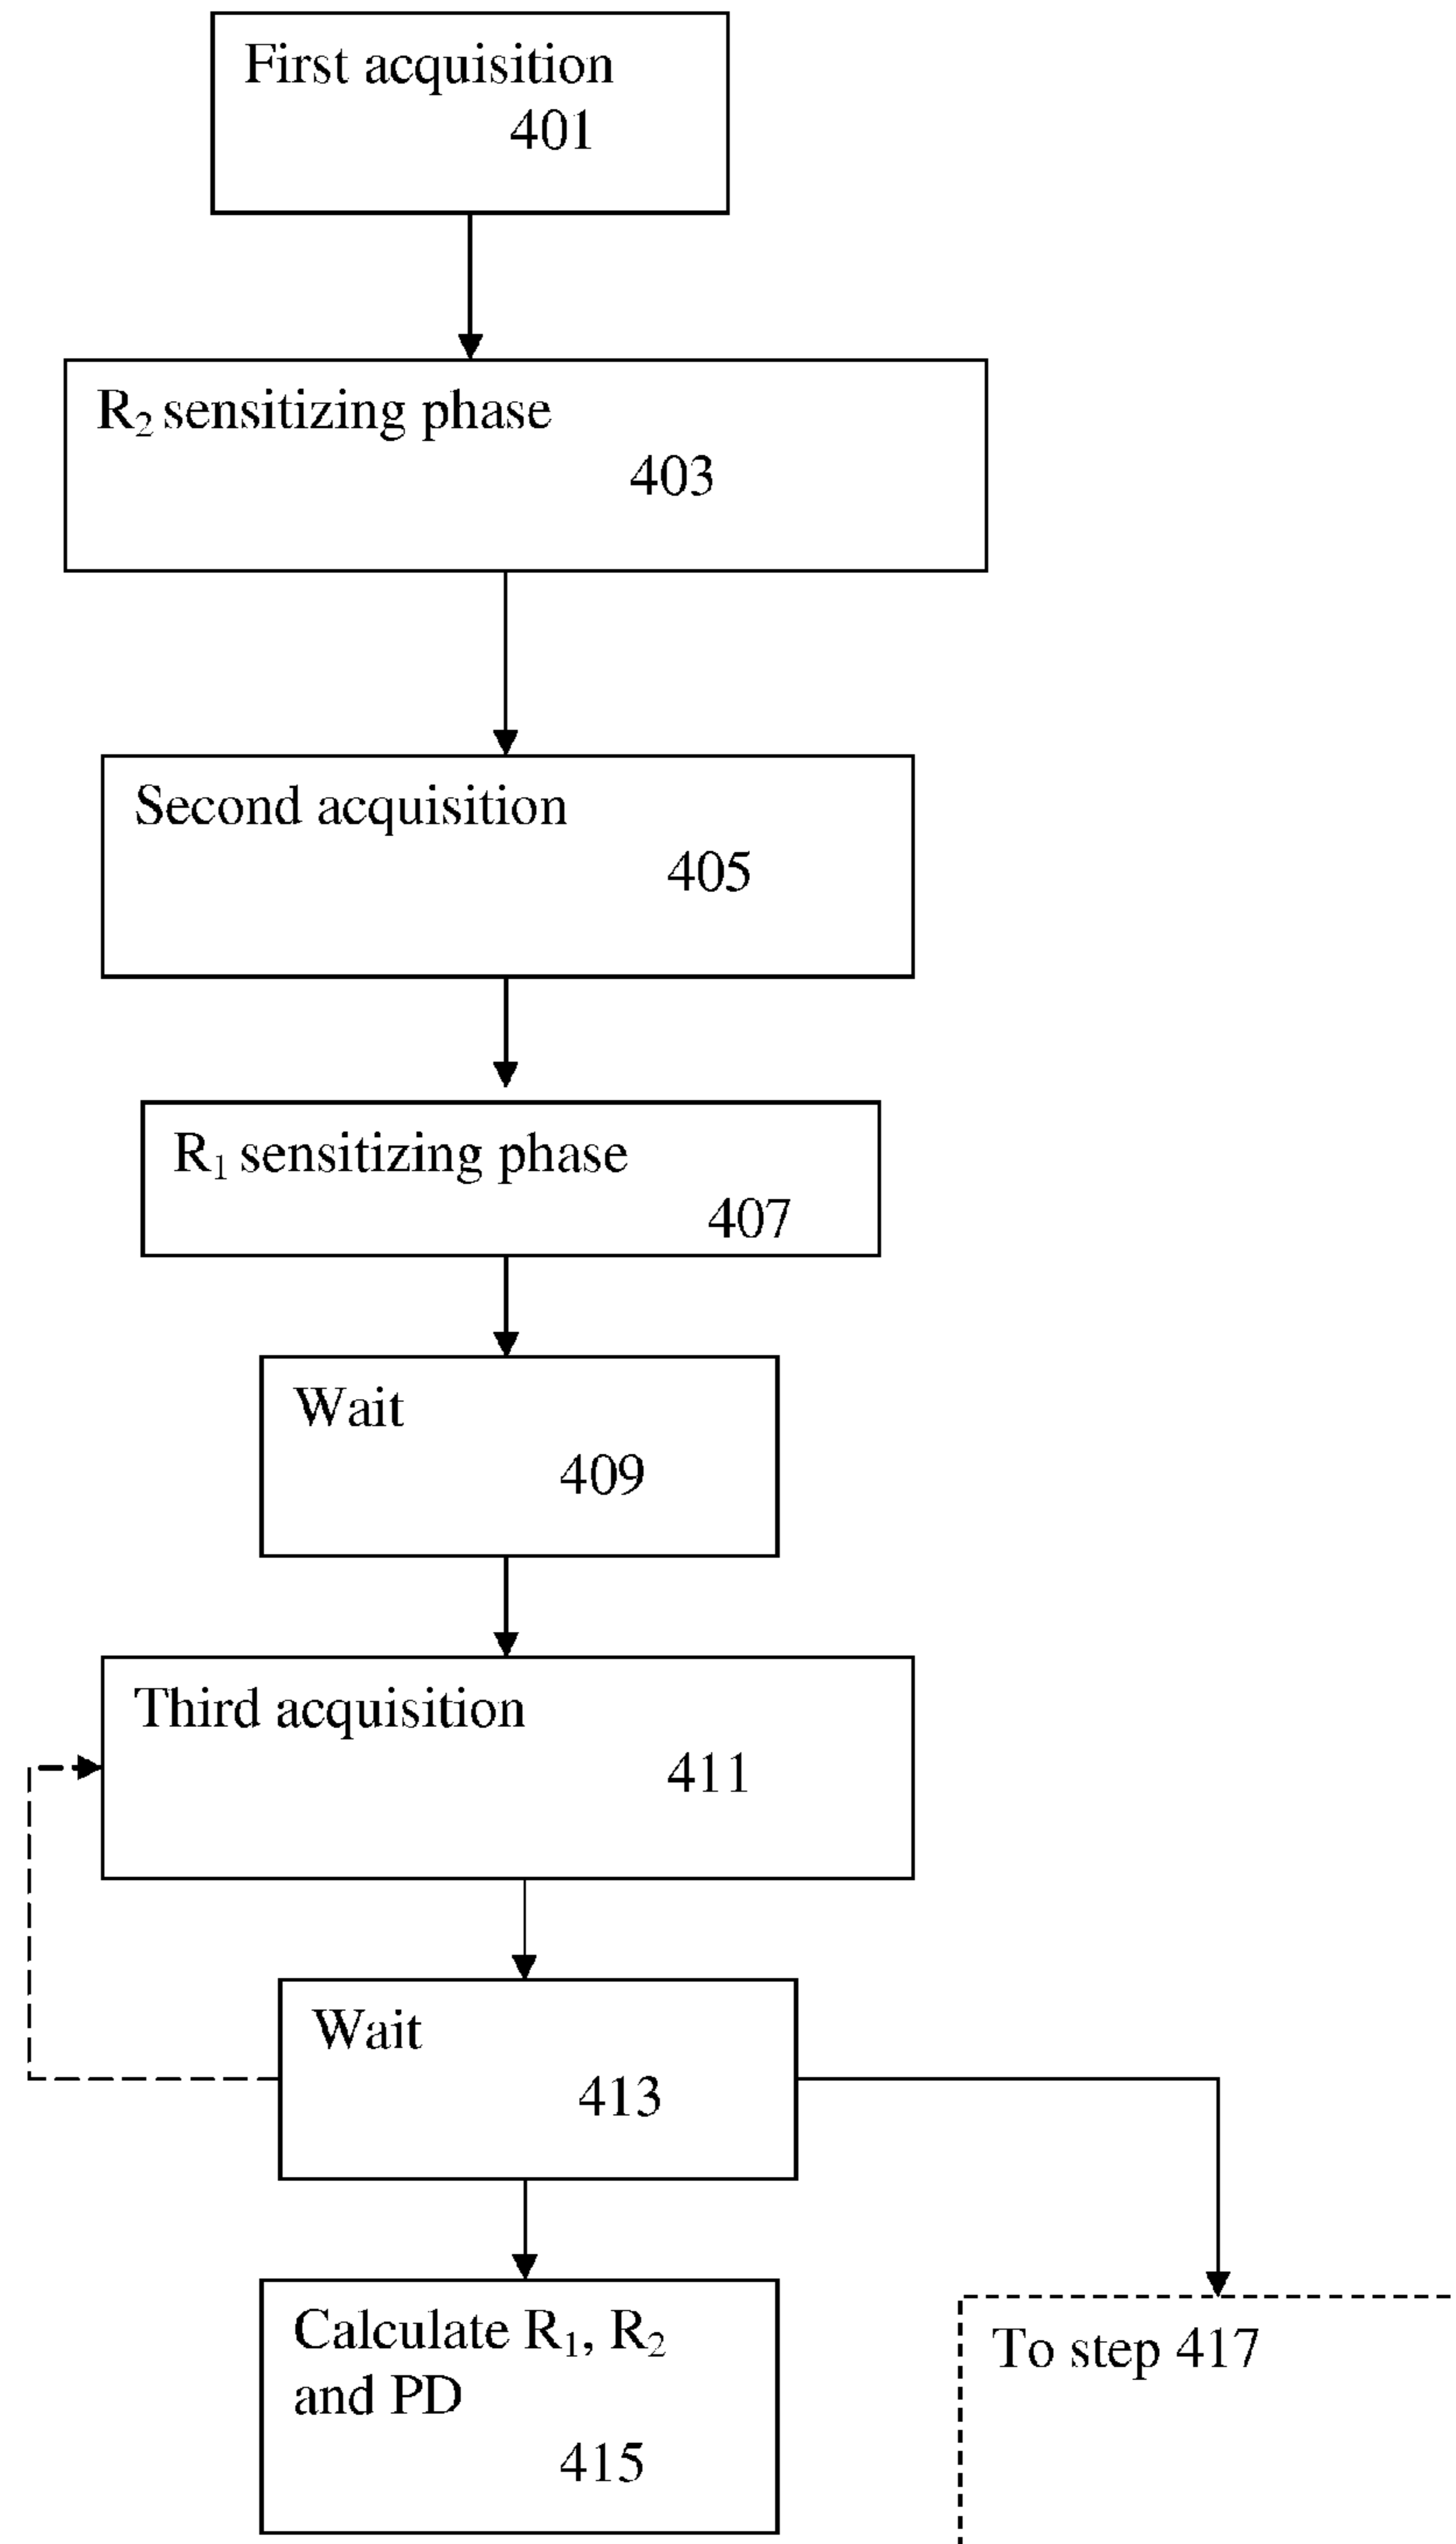 First acquisition
401
R₂ sensitizing phase
403
Second acquisition
405
R₁ sensitizing phase
407
Wait
409
Third acquisition
411
Wait
413
Calculate R₁, R₂
and PD
415
To step 417